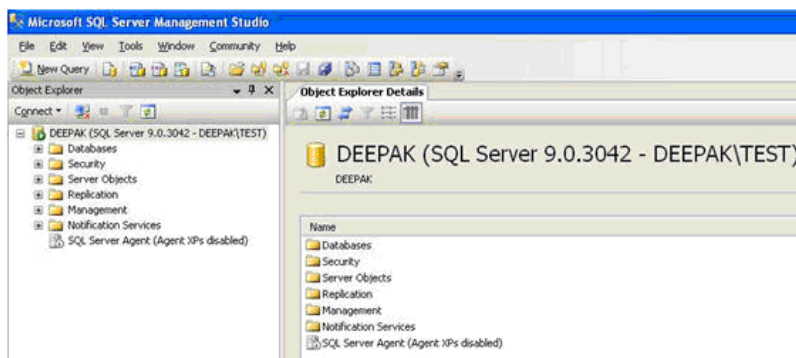 Microsoft SQL Server Management Studio
File Edit View Tools Window Community Help
New Query
Object Explorer
Connect
DEEPAK (SQL Server 9.0.3042 - DEEPAK\TEST)
Databases
Security
Server Objects
Replication
Management
Notification Services
SQL Server Agent (Agent XPs disabled)
Object Explorer Details
DEEPAK (SQL Server 9.0.3042 - DEEPAK\TEST)
DEEPAK
Name
Databases
Security
Server Objects
Replication
Management
Notification Services
SQL Server Agent (Agent XPs disabled)